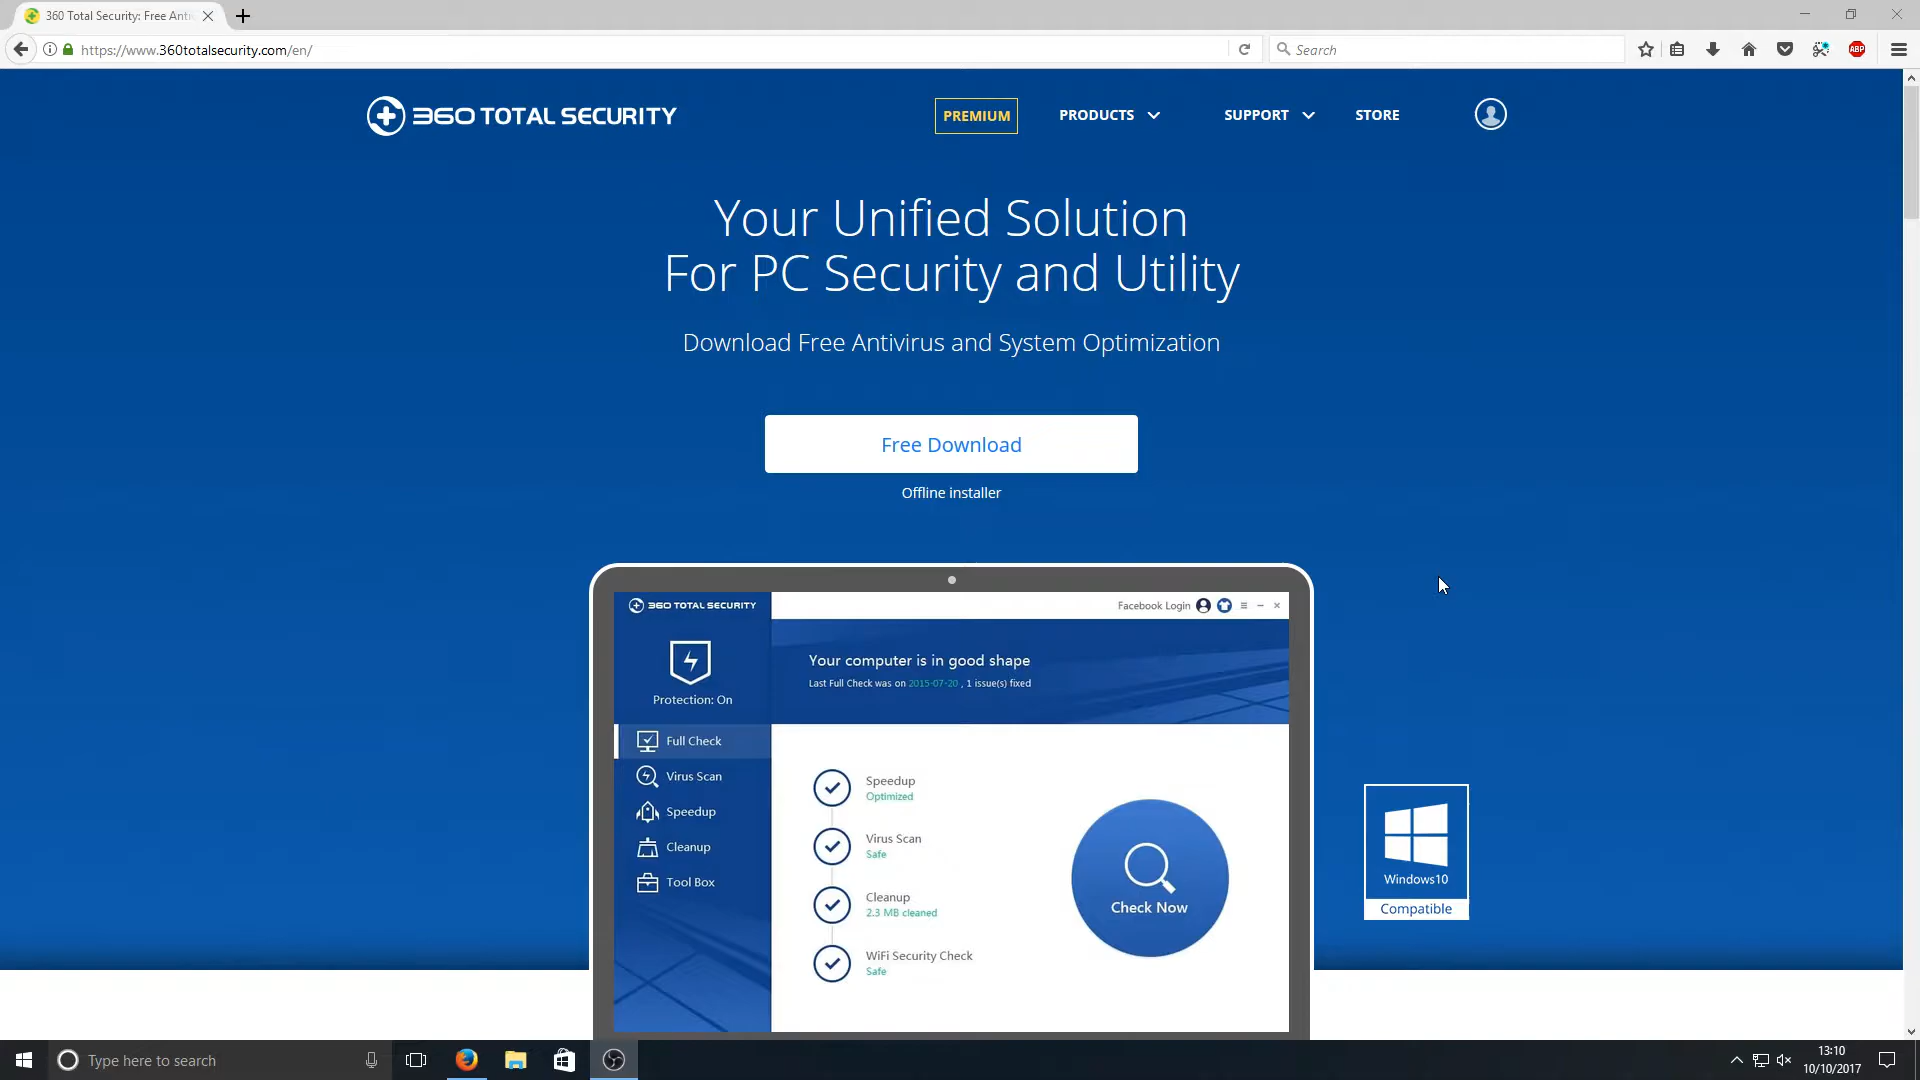 360 Total Security: Free Anti
https://www.360totalsecurity.com/en/
Search
ABP
360 TOTAL SECURITY
PREMIUM
PRODUCTS
SUPPORT
STORE
Your Unified Solution
For PC Security and Utility
Download Free Antivirus and System Optimization
Free Download
Offline installer
360 TOTAL SECURITY
Facebook Login
Protection: On
Your computer is in good shape
Last Full Check was on 2015-07-20 , 1 issue(s) fixed
Full Check
Virus Scan
Speedup
Cleanup
Tool Box
Speedup
Optimized
Virus Scan
Safe
Cleanup
2.3 MB cleaned
WiFi Security Check
Safe
Check Now
Windows10
Compatible
Type here to search
13:10
10/10/2017